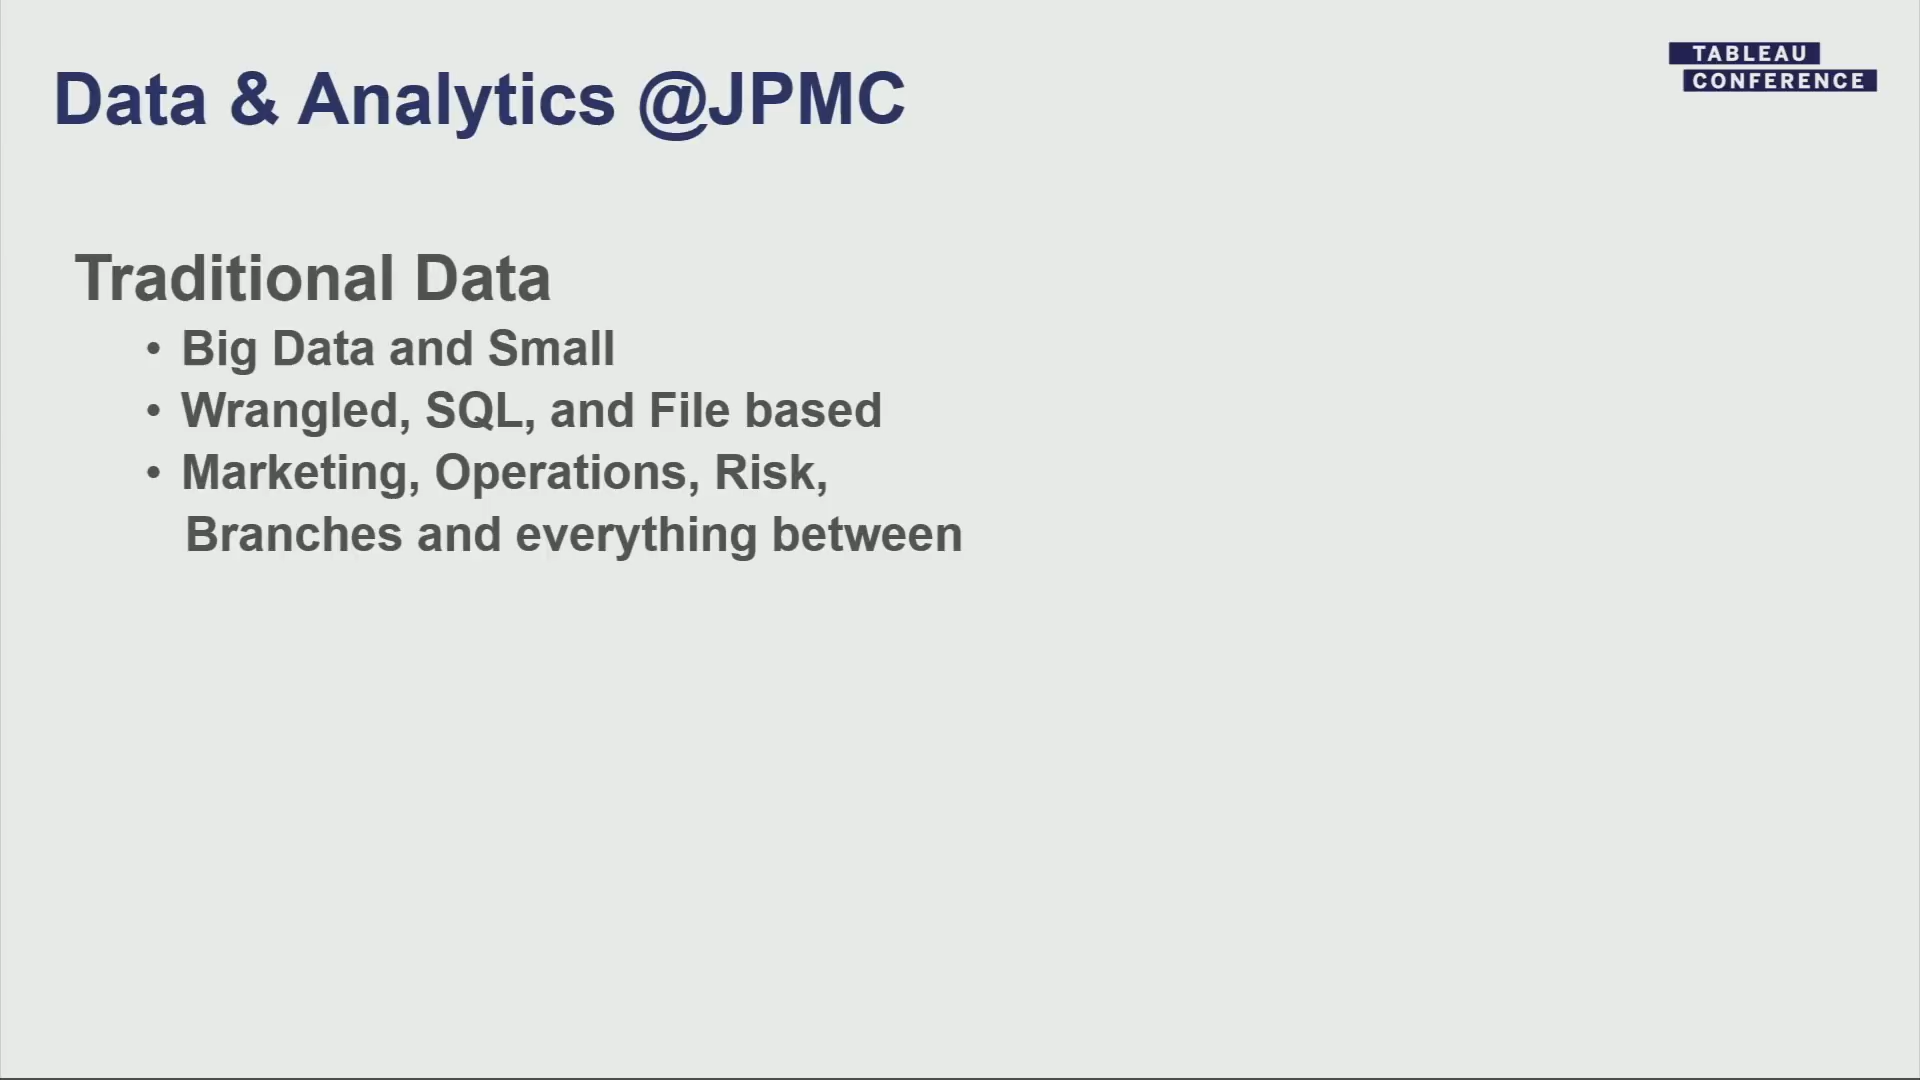 Data & Analytics @JPMC
TABLEAU
CONFERENCE
Traditional Data
• Big Data and Small
• Wrangled, SQL, and File based
• Marketing, Operations, Risk,
Branches and everything between